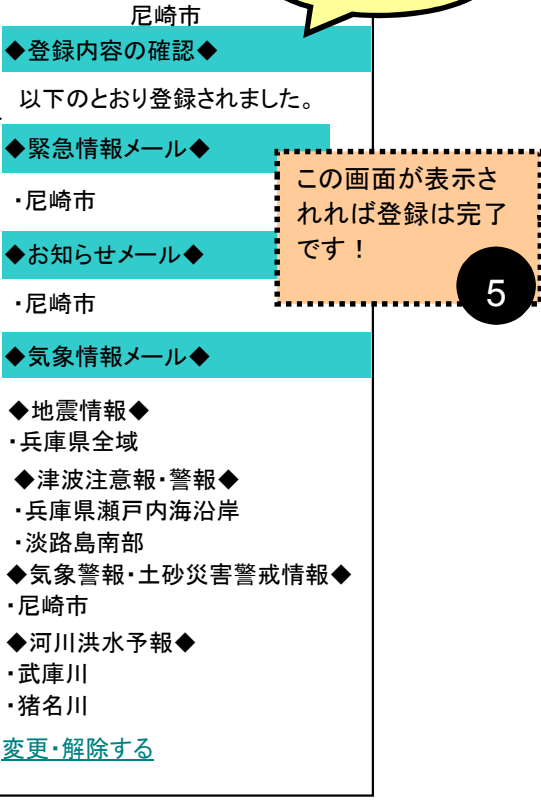 尼崎市
◆登録内容の確認◆
以下のとおり登録されました。
◆緊急情報メール◆
・尼崎市
この画面が表示さ
れれば登録は完了
です！
5
◆お知らせメール◆
・尼崎市
◆気象情報メール◆
◆地震情報◆
・兵庫県全域
◆津波注意報・警報◆
・兵庫県瀬戸内海沿岸
・淡路島南部
◆気象警報・土砂災害警戒情報◆
・尼崎市
◆河川洪水予報◆
・武庫川
・猪名川
変更・解除する